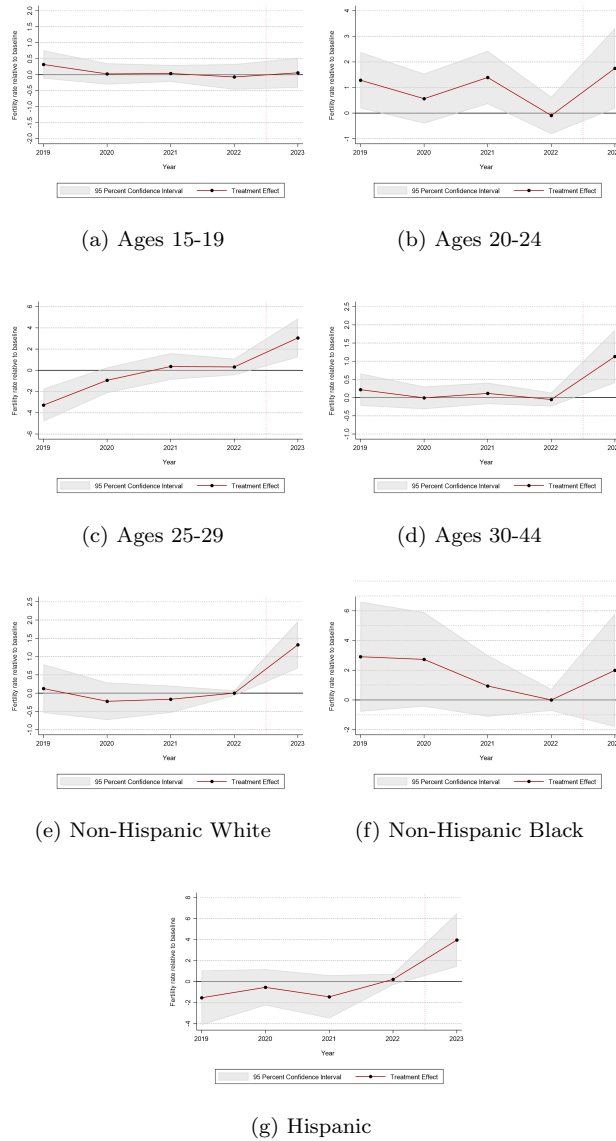 Fertility rate relative to baseline
-2.0 -1.5 -1.0 -0.5 0.0 0.5 1.0 1.5 2.0
2019 2020 2021 2022 2023
Year
95 Percent Confidence Interval Treatment Effect
(a) Ages 15-19
Fertility rate relative to baseline
-1 0 1 2 3 4
2019 2020 2021 2022 202
Year
95 Percent Confidence Interval Treatment Effect
(b) Ages 20-24
Fertility rate relative to baseline
-6 -4 -2 0 2 4 6
2019 2020 2021 2022 2023
Year
95 Percent Confidence Interval Treatment Effect
(c) Ages 25-29
Fertility rate relative to baseline
-1.0 -0.5 0.0 0.5 1.0 1.5 2.0 2.5
2019 2020 2021 2022 202
Year
95 Percent Confidence Interval Treatment Effect
(d) Ages 30-44
Fertility rate relative to baseline
-1.0 -0.5 0.0 0.5 1.0 1.5 2.0 2.5
2019 2020 2021 2022 2023
Year
95 Percent Confidence Interval Treatment Effect
(e) Non-Hispanic White
Fertility rate relative to baseline
-2 0 2 4 6
2019 2020 2021 2022 202
Year
95 Percent Confidence Interval Treatment Effect
(f) Non-Hispanic Black
Fertility rate relative to baseline
-4 -2 0 2 4 6 8
2019 2020 2021 2022 2023
Year
95 Percent Confidence Interval Treatment Effect
(g) Hispanic